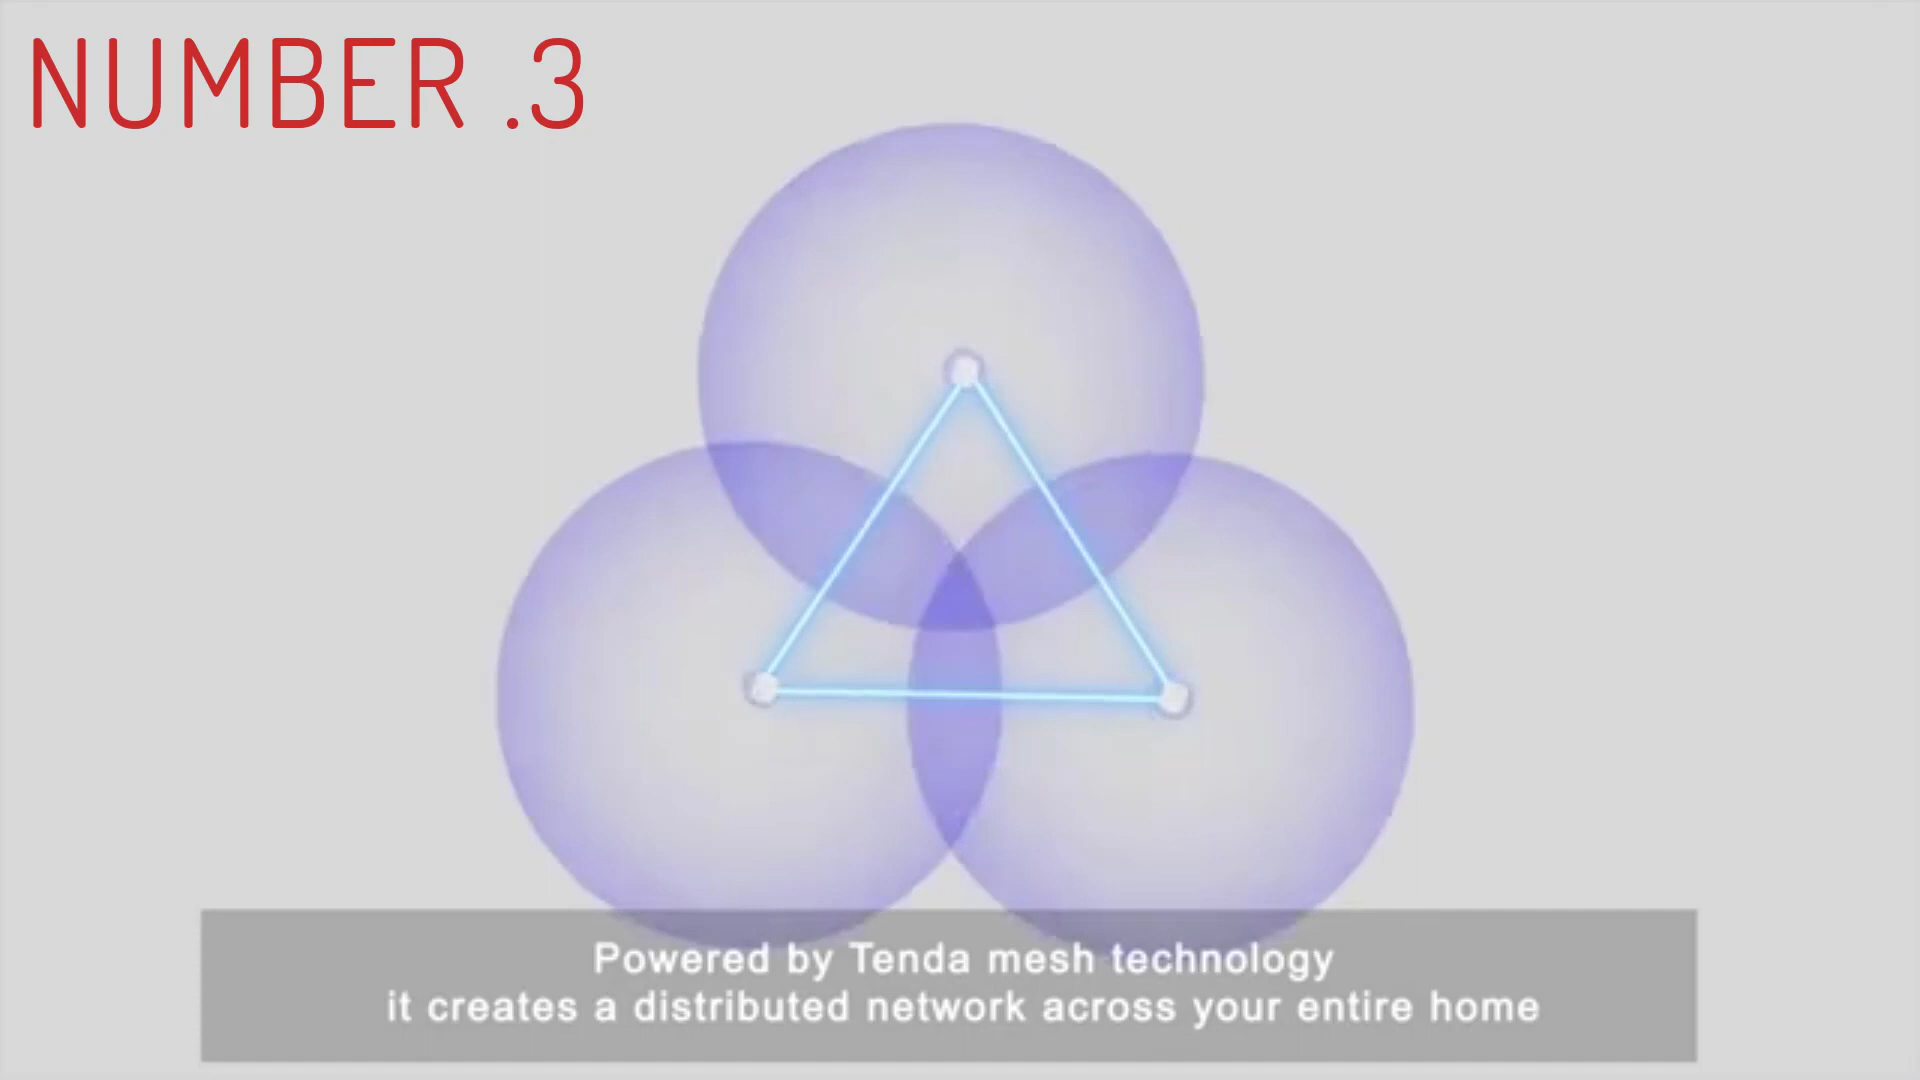 NUMBER .3
Powered by Tenda mesh technology
it creates a distributed network across your entire home